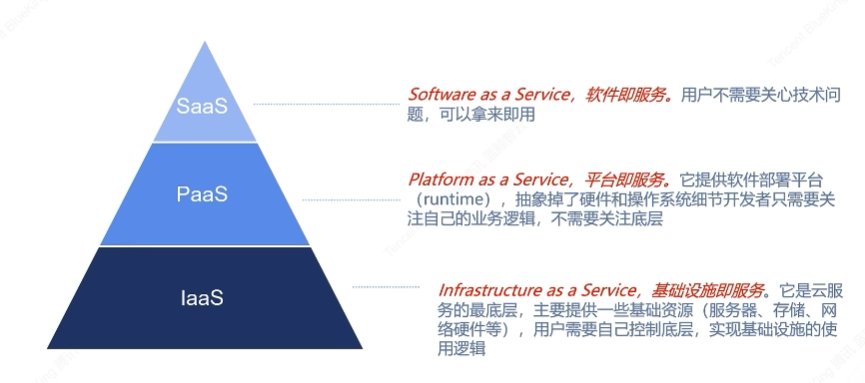 SaaS
Software as a Service，软件即服务。用户不需要关心技术问
题，可以拿来即用
PaaS
Platform as a Service，平台即服务。它提供软件部署平台
（runtime），抽象掉了硬件和操作系统细节开发者只需要关
注自己的业务逻辑，不需要关注底层
IaaS
Infrastructure as a Service，基础设施即服务。它是云服
务的最底层，主要提供一些基础资源（服务器、存储、网
络硬件等），用户需要自己控制底层，实现基础设施的使
用逻辑